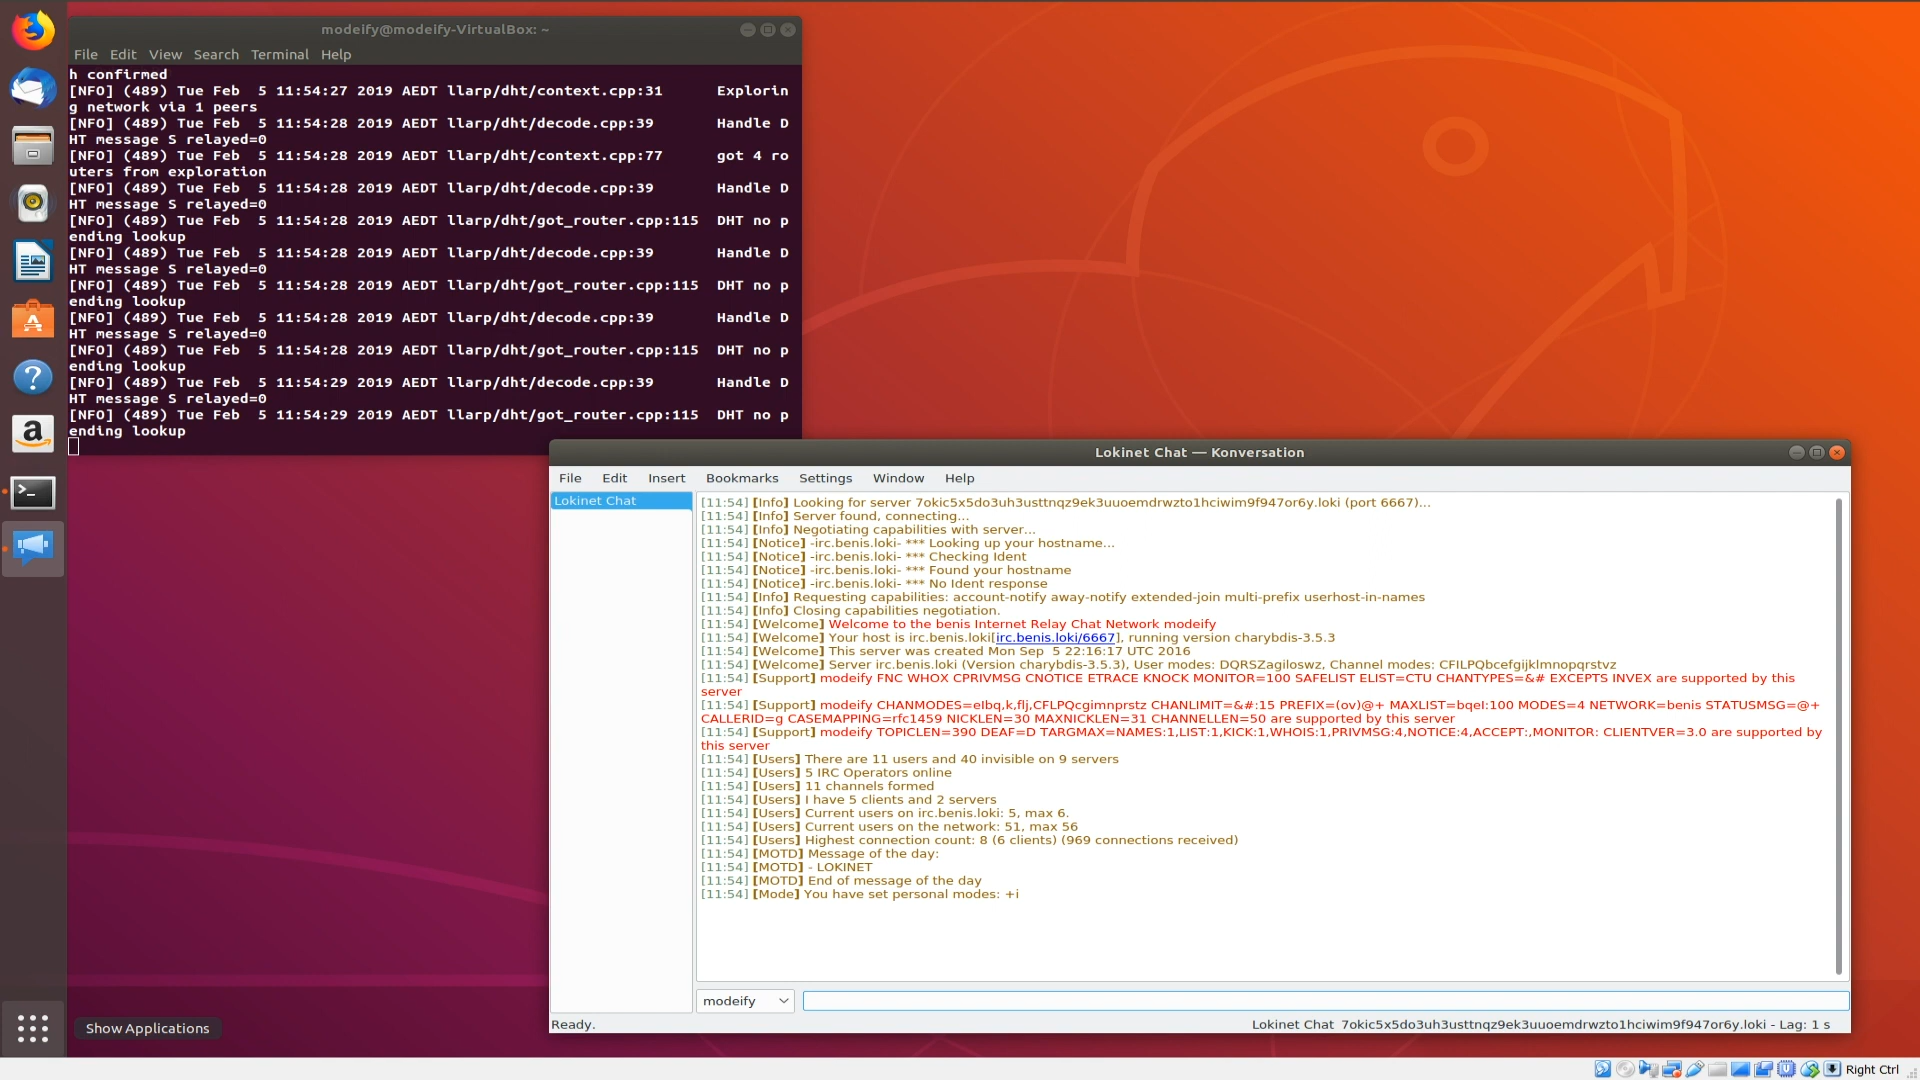 modeify@modeify-VirtualBox: ~
File Edit View Search Terminal Help
h confirmed
[NFO] (489) Tue Feb  5 11:54:27 2019 AEDT llarp/dht/context.cpp:31      Explorin
g network via 1 peers
[NFO] (489) Tue Feb  5 11:54:28 2019 AEDT llarp/dht/decode.cpp:39       Handle D
HT message S relayed=0
[NFO] (489) Tue Feb  5 11:54:28 2019 AEDT llarp/dht/context.cpp:77      got 4 ro
uters from exploration
[NFO] (489) Tue Feb  5 11:54:28 2019 AEDT llarp/dht/decode.cpp:39       Handle D
HT message S relayed=0
[NFO] (489) Tue Feb  5 11:54:28 2019 AEDT llarp/dht/got_router.cpp:115  DHT no p
ending lookup
[NFO] (489) Tue Feb  5 11:54:28 2019 AEDT llarp/dht/decode.cpp:39       Handle D
HT message S relayed=0
[NFO] (489) Tue Feb  5 11:54:28 2019 AEDT llarp/dht/got_router.cpp:115  DHT no p
ending lookup
[NFO] (489) Tue Feb  5 11:54:28 2019 AEDT llarp/dht/decode.cpp:39       Handle D
HT message S relayed=0
[NFO] (489) Tue Feb  5 11:54:28 2019 AEDT llarp/dht/got_router.cpp:115  DHT no p
ending lookup
[NFO] (489) Tue Feb  5 11:54:29 2019 AEDT llarp/dht/decode.cpp:39       Handle D
HT message S relayed=0
[NFO] (489) Tue Feb  5 11:54:29 2019 AEDT llarp/dht/got_router.cpp:115  DHT no p
ending lookup
Lokinet Chat — Konversation
File Edit Insert Bookmarks Settings Window Help
Lokinet Chat
[11:54] [Info] Looking for server 7okic5x5do3uh3usttnqz9ek3uuoemdrwzto1hciwim9f947or6y.loki (port 6667)...
[11:54] [Info] Server found, connecting...
[11:54] [Info] Negotiating capabilities with server...
[11:54] [Notice] -irc.benis.loki- *** Looking up your hostname...
[11:54] [Notice] -irc.benis.loki- *** Checking Ident
[11:54] [Notice] -irc.benis.loki- *** Found your hostname
[11:54] [Notice] -irc.benis.loki- *** No Ident response
[11:54] [Info] Requesting capabilities: account-notify away-notify extended-join multi-prefix userhost-in-names
[11:54] [Info] Closing capabilities negotiation.
[11:54] [Welcome] Welcome to the benis Internet Relay Chat Network modeify
[11:54] [Welcome] Your host is irc.benis.loki[irc.benis.loki/6667], running version charybdis-3.5.3
[11:54] [Welcome] This server was created Mon Sep  5 22:16:17 UTC 2016
[11:54] [Welcome] Server irc.benis.loki (Version charybdis-3.5.3), User modes: DQRSZagiloswz, Channel modes: CFILPQbcefgijklmnopqrstvz
[11:54] [Support] modeify FNC WHOX CPRIVMSG CNOTICE ETRACE KNOCK MONITOR=100 SAFELIST ELIST=CTU CHANTYPES=&# EXCEPTS INVEX are supported by this
server
[11:54] [Support] modeify CHANMODES=eIbq,k,flj,CFLPQcgimnprstz CHANLIMIT=&#:15 PREFIX=(ov)@+ MAXLIST=bqeI:100 MODES=4 NETWORK=benis STATUSMSG=@+
CALLERID=g CASEMAPPING=rfc1459 NICKLEN=30 MAXNICKLEN=31 CHANNELLEN=50 are supported by this server
[11:54] [Support] modeify TOPICLEN=390 DEAF=D TARGMAX=NAMES:1,LIST:1,KICK:1,WHOIS:1,PRIVMSG:4,NOTICE:4,ACCEPT:,MONITOR: CLIENTVER=3.0 are supported by
this server
[11:54] [Users] There are 11 users and 40 invisible on 9 servers
[11:54] [Users] 5 IRC Operators online
[11:54] [Users] 11 channels formed
[11:54] [Users] I have 5 clients and 2 servers
[11:54] [Users] Current users on irc.benis.loki: 5, max 6.
[11:54] [Users] Current users on the network: 51, max 56
[11:54] [Users] Highest connection count: 8 (6 clients) (969 connections received)
[11:54] [MOTD] Message of the day:
[11:54] [MOTD] - LOKINET
[11:54] [MOTD] End of message of the day
[11:54] [Mode] You have set personal modes: +i
modeify
Ready.
Lokinet Chat 7okic5x5do3uh3usttnqz9ek3uuoemdrwzto1hciwim9f947or6y.loki - Lag: 1 s
Show Applications
Right Ctrl